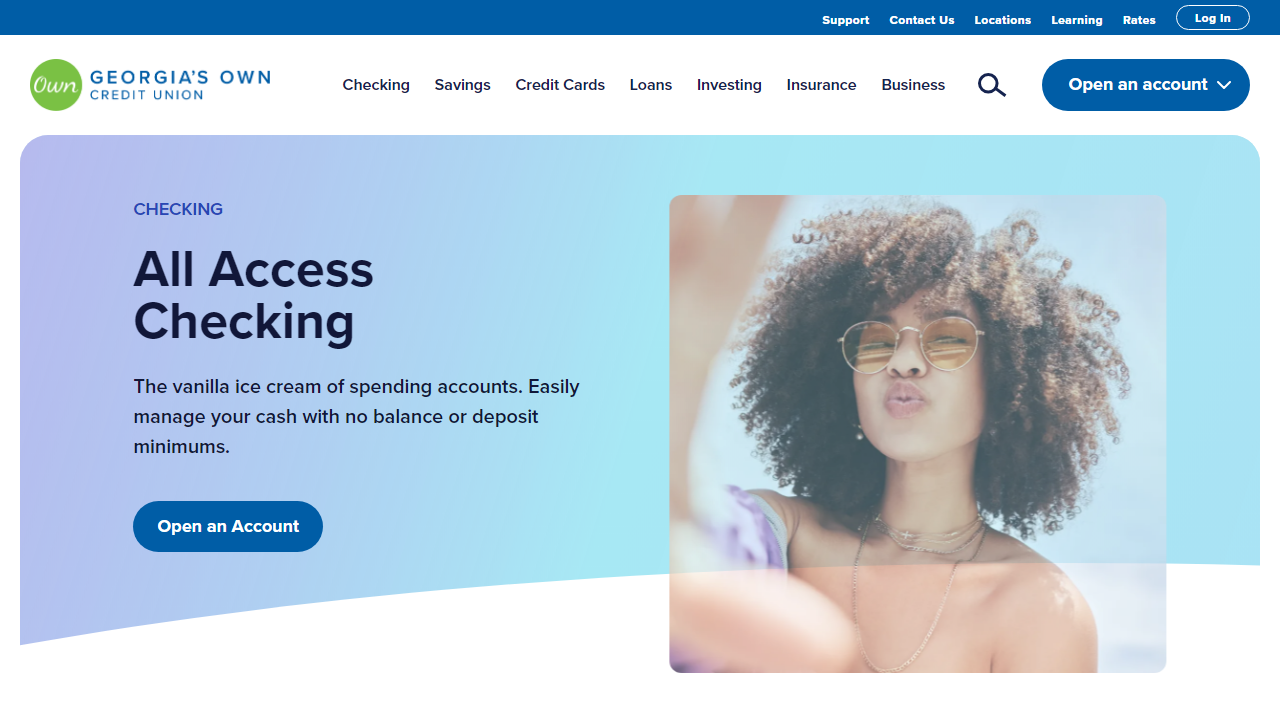 Support Contact Us Locations Learning Rates Log In
Own GEORGIA'S OWN
CREDIT UNION
Checking Savings Credit Cards Loans Investing Insurance Business Open an account
CHECKING
All Access
Checking
The vanilla ice cream of spending accounts. Easily
manage your cash with no balance or deposit
minimums.
Open an Account